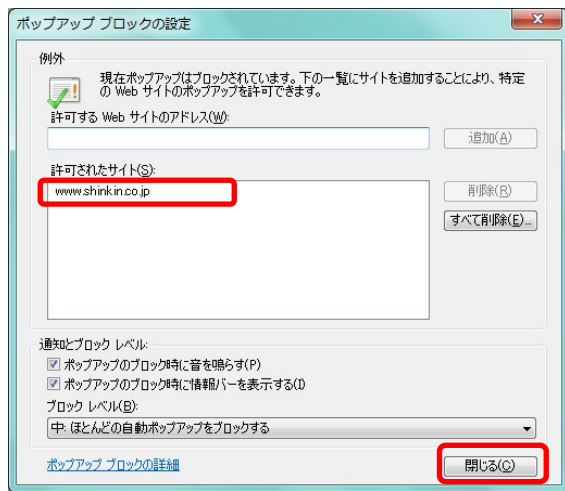 ポップアップ ブロックの設定
例外
現在ポップアップはブロックされています。下の一覧にサイトを追加することにより、特定
の Web サイトのポップアップを許可できます。
許可する Web サイトのアドレス(W):
追加(A)
許可されたサイト(S):
www.shinkin.co.jp
削除(R)
すべて削除(E)...
通知とブロック レベル:
ポップアップのブロック時に音を鳴らす(P)
ポップアップのブロック時に情報バーを表示する(I)
ブロック レベル(B):
中: ほとんどの自動ポップアップをブロックする
ポップアップ ブロックの詳細
閉じる(C)